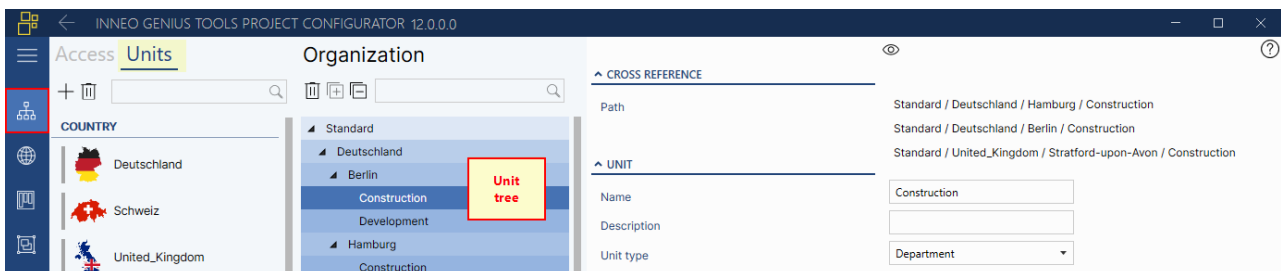 INNEO GENIUS TOOLS PROJECT CONFIGURATOR 12.0.0.0
Access Units
COUNTRY
Deutschland
Schweiz
United_Kingdom
Organization
Standard
Deutschland
Berlin
Construction
Development
Hamburg
Construction
Unit
tree
CROSS REFERENCE
Path
Standard / Deutschland / Hamburg / Construction
Standard / Deutschland / Berlin / Construction
Standard / United_Kingdom / Stratford-upon-Avon / Construction
UNIT
Name
Construction
Description
Unit type
Department